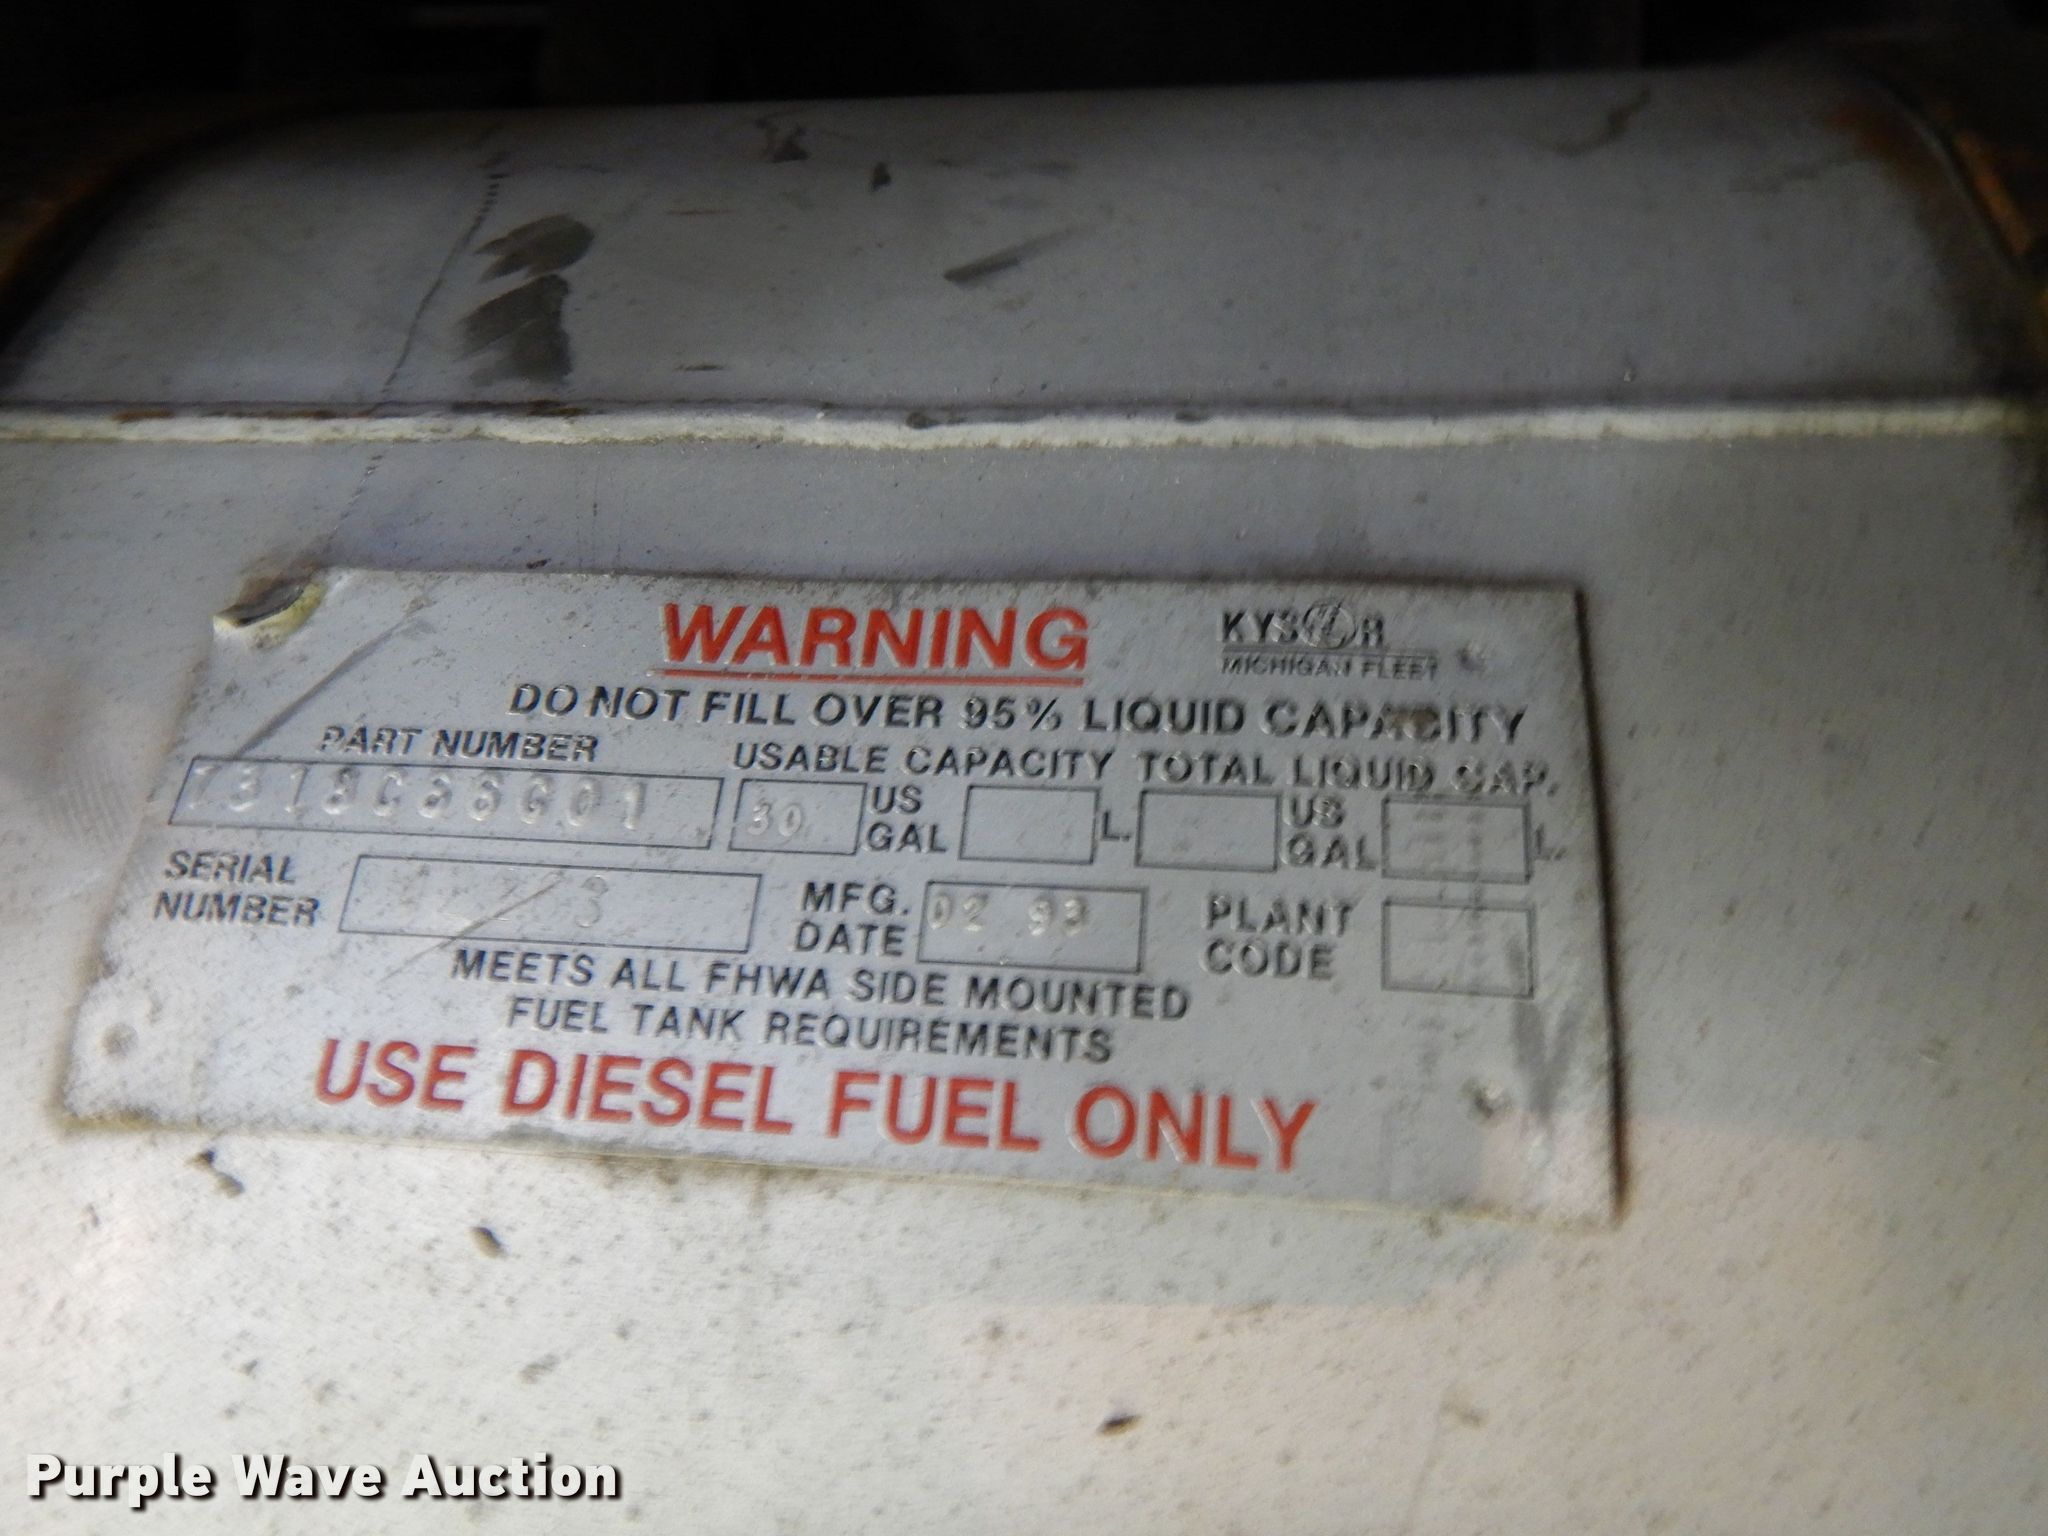 WARNING
KYSOR
MICHIGAN FLEET
DO NOT FILL OVER 95% LIQUID CAPACITY
PART NUMBER USABLE CAPACITY TOTAL LIQUID CAP.
30 US GAL L. US GAL L.
SERIAL NUMBER MFG. DATE 02 93 PLANT CODE
MEETS ALL FHWA SIDE MOUNTED
FUEL TANK REQUIREMENTS
USE DIESEL FUEL ONLY
Purple Wave Auction